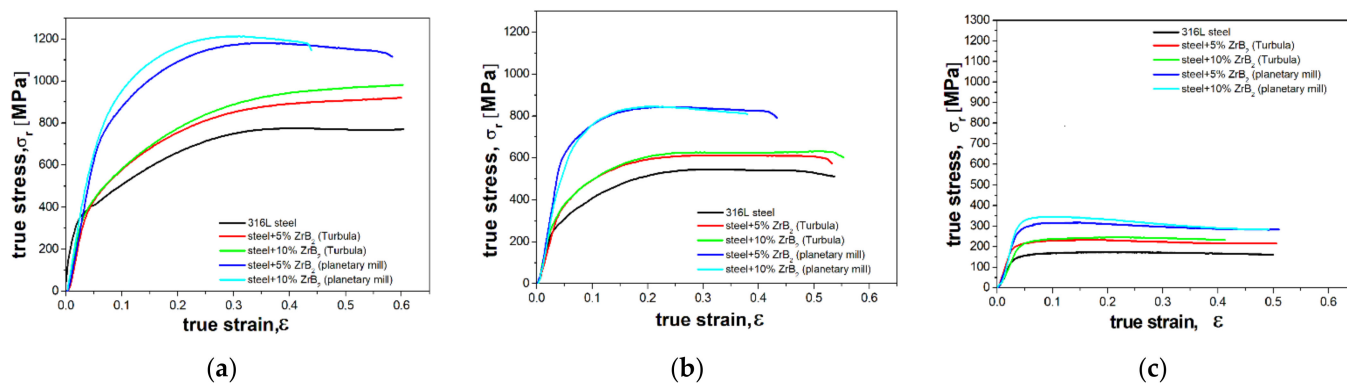 true stress,σr [MPa]
1200
1000
800
600
400
200
0
0.0 0.1 0.2 0.3 0.4 0.5 0.6
true strain,ε
316L steel
steel+5% ZrB2 (Turbula)
steel+10% ZrB2 (Turbula)
steel+5% ZrB2 (planetary mill)
steel+10% ZrB2 (planetary mill)
(a)
true stress, σr [MPa]
1200
1000
800
600
400
200
0
0.0 0.1 0.2 0.3 0.4 0.5 0.6
true strain,ε
316L steel
steel+5% ZrB2 (Turbula)
steel+10% ZrB2 (Turbula)
steel+5% ZrB2 (planetary mill)
steel+10% ZrB2 (planetary mill)
(b)
true stress, σr [MPa]
1300
1200
1100
1000
900
800
700
600
500
400
300
200
100
0
0.0 0.1 0.2 0.3 0.4 0.5 0.6
true strain, ε
316L steel
steel+5% ZrB2 (Turbula)
steel+10% ZrB2 (Turbula)
steel+5% ZrB2 (planetary mill)
steel+10% ZrB2 (planetary mill)
(c)